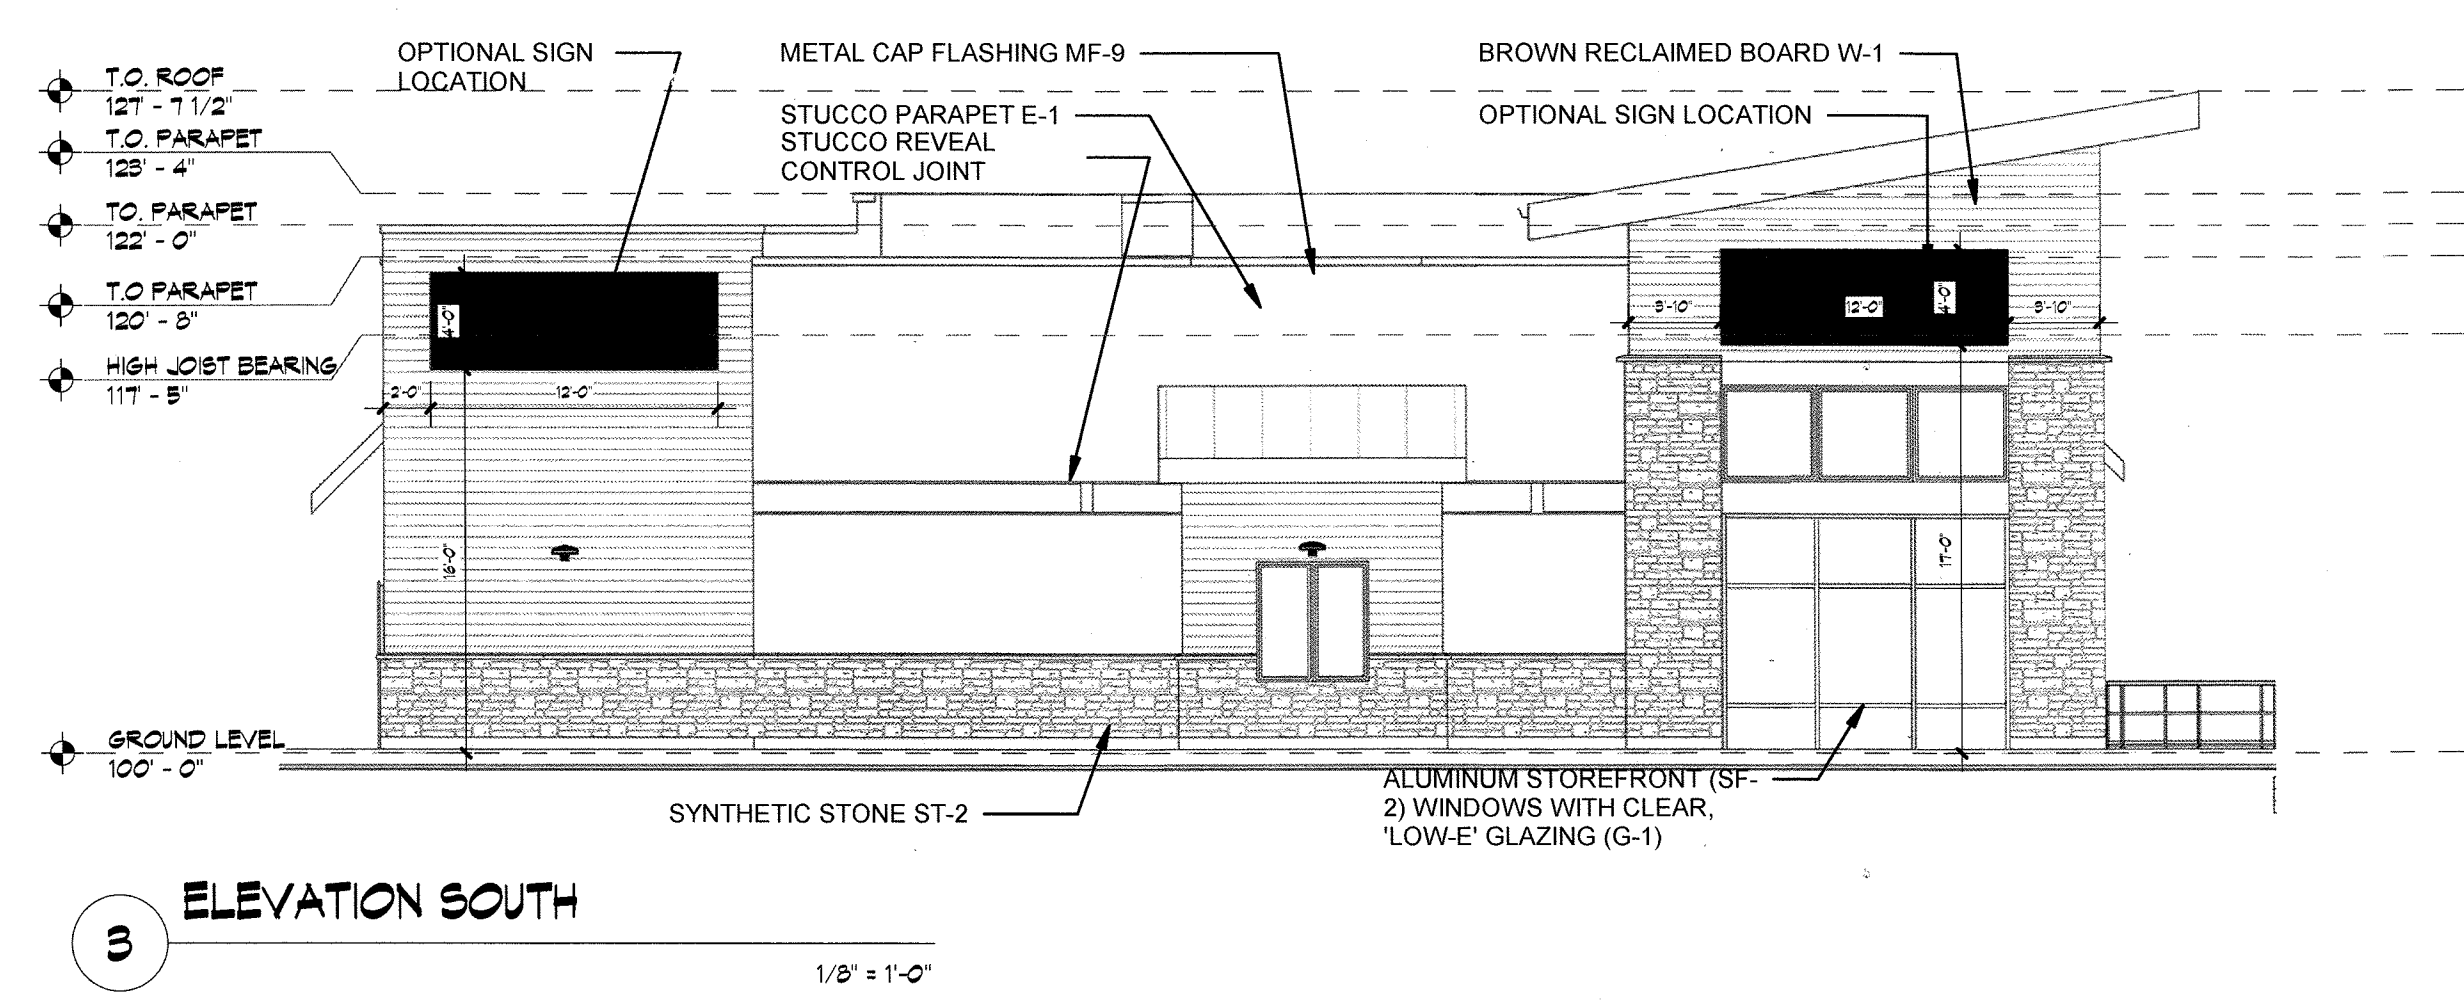 OPTIONAL SIGN
LOCATION
METAL CAP FLASHING MF-9
BROWN RECLAIMED BOARD W-1
T.O. ROOF
127' - 7 1/2"
STUCCO PARAPET E-1
STUCCO REVEAL
CONTROL JOINT
OPTIONAL SIGN LOCATION
T.O. PARAPET
123' - 4"
TO. PARAPET
122' - 0"
T.O PARAPET
120' - 8"
4'-0"
3'-10"
12'-0"
4'-0"
3'-10"
HIGH JOIST BEARING
117' - 5"
2'-0"
12'-0"
16'-0"
17'-0"
GROUND LEVEL
100' - 0"
SYNTHETIC STONE ST-2
ALUMINUM STOREFRONT (SF-
2) WINDOWS WITH CLEAR,
'LOW-E' GLAZING (G-1)
3
ELEVATION SOUTH
1/8" = 1'-0"